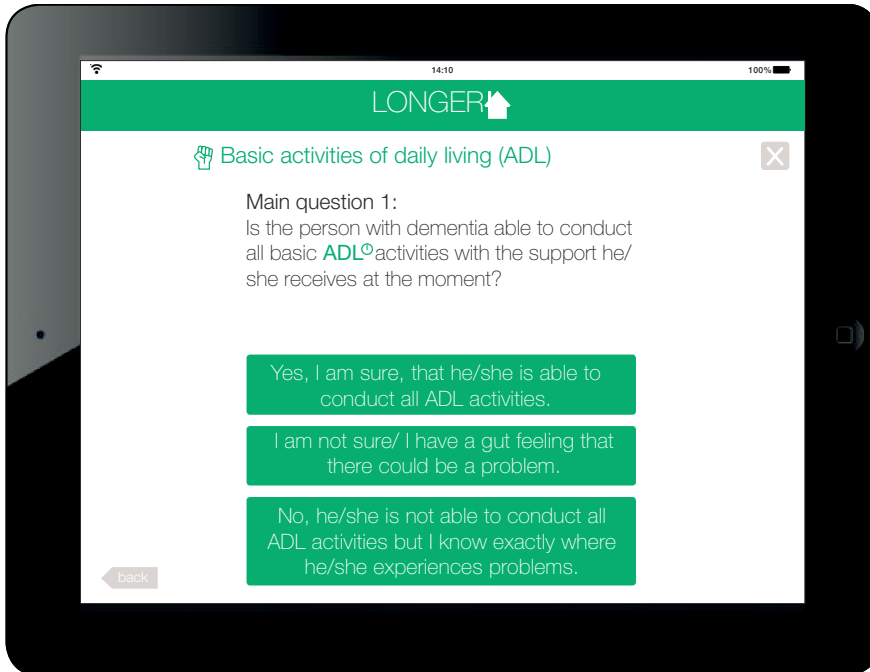 14:10
100%
LONGER
Basic activities of daily living (ADL)
Main question 1:
Is the person with dementia able to conduct
all basic ADL activities with the support he/
she receives at the moment?
Yes, I am sure, that he/she is able to
conduct all ADL activities.
I am not sure/ I have a gut feeling that
there could be a problem.
No, he/she is not able to conduct all
ADL activities but I know exactly where
he/she experiences problems.
back